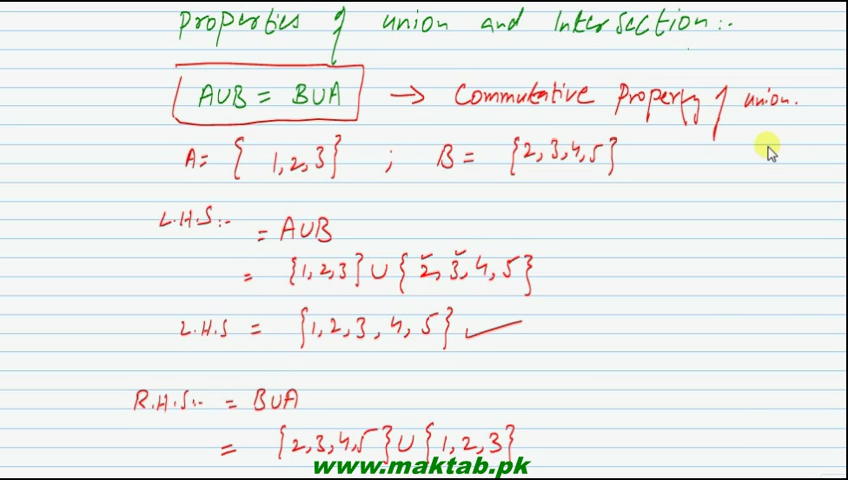 Properties of union and Intersection:-
AUB = BUA → Commutative Property of union.
A= { 1,2,3} ; B= {2,3,4,5}
L.H.S:- = AUB
= {1,2,3} U { 2, 3, 4, 5}
L.H.S = {1,2,3,4,5} ✓
R.H.S:- = BUA
= {2,3,4,5} U {1,2,3}
www.maktab.pk